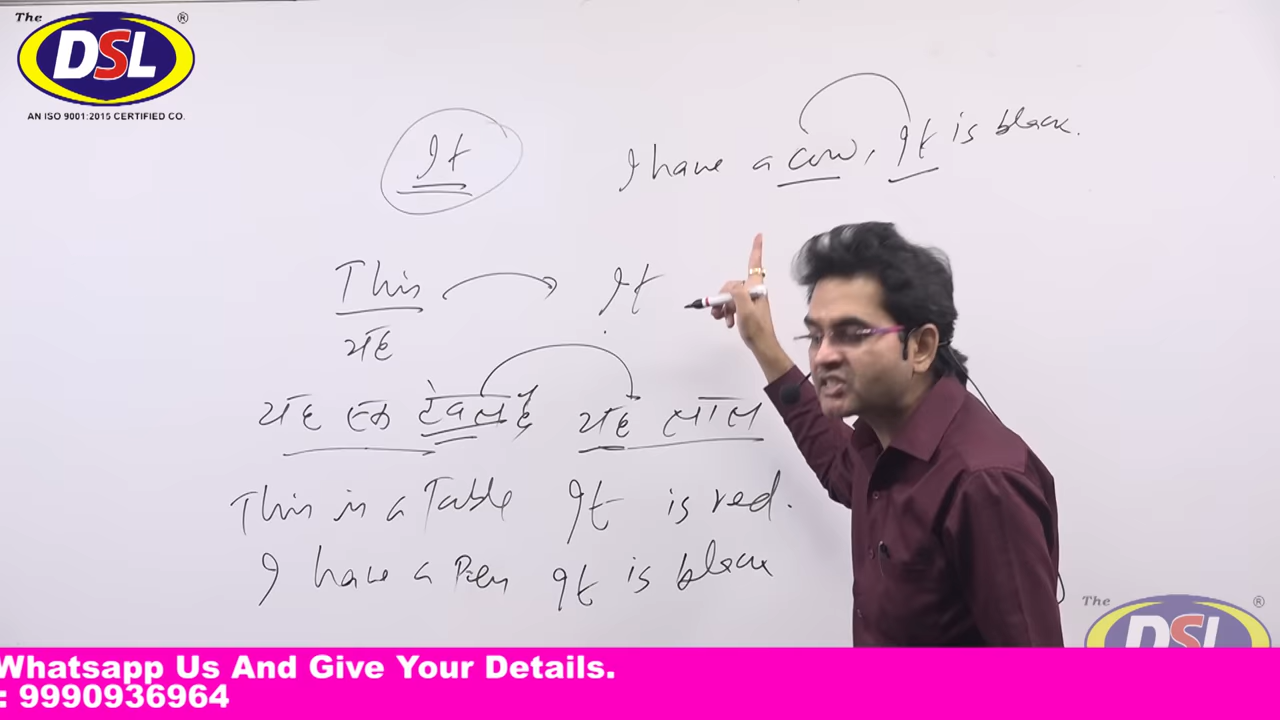 The
®
DSL
AN ISO 9001:2015 CERTIFIED CO.
It
I have a cow, It is black.
This It
यह
यह एक टेबल है यह लाल
This is a Table It is red.
I have a Pen It is black
The
®
DSL
Whatsapp Us And Give Your Details.
: 9990936964